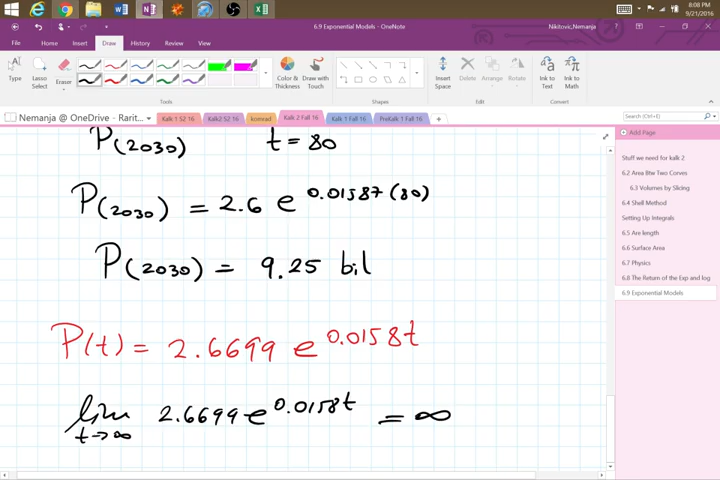 6.9 Exponential Models - OneNote
Nikitovic,Nemanja
8:08 PM
9/21/2016
File Home Insert Draw History Review View
Type Lasso Select Eraser Color & Thickness Draw with Touch Insert Space Delete Arrange Rotate Ink to Text Ink to Math
Tools Shapes Edit Convert
Nemanja @ OneDrive - Rarit... Kalk 1 S2 16 Kalk2 S2 16 konrad Kalk 2 Fall 16 Kalk 1 Fall 16 PreKalk 1 Fall 16 +
Search (Ctrl+E)
Add Page
Stuff we need for kalk 2
6.2 Area Btw Two Curves
6.3 Volumes by Slicing
6.4 Shell Method
Setting Up Integrals
6.5 Arc length
6.6 Surface Area
6.7 Physics
6.8 The Return of the Exp and log
6.9 Exponential Models
P(2030) t = 80
P(2030) = 2.6 e^0.01587 (80)
P(2030) = 9.25 bil
P(t) = 2.6699 e^0.0158t
lim t→∞ 2.6699 e^0.0158t = ∞